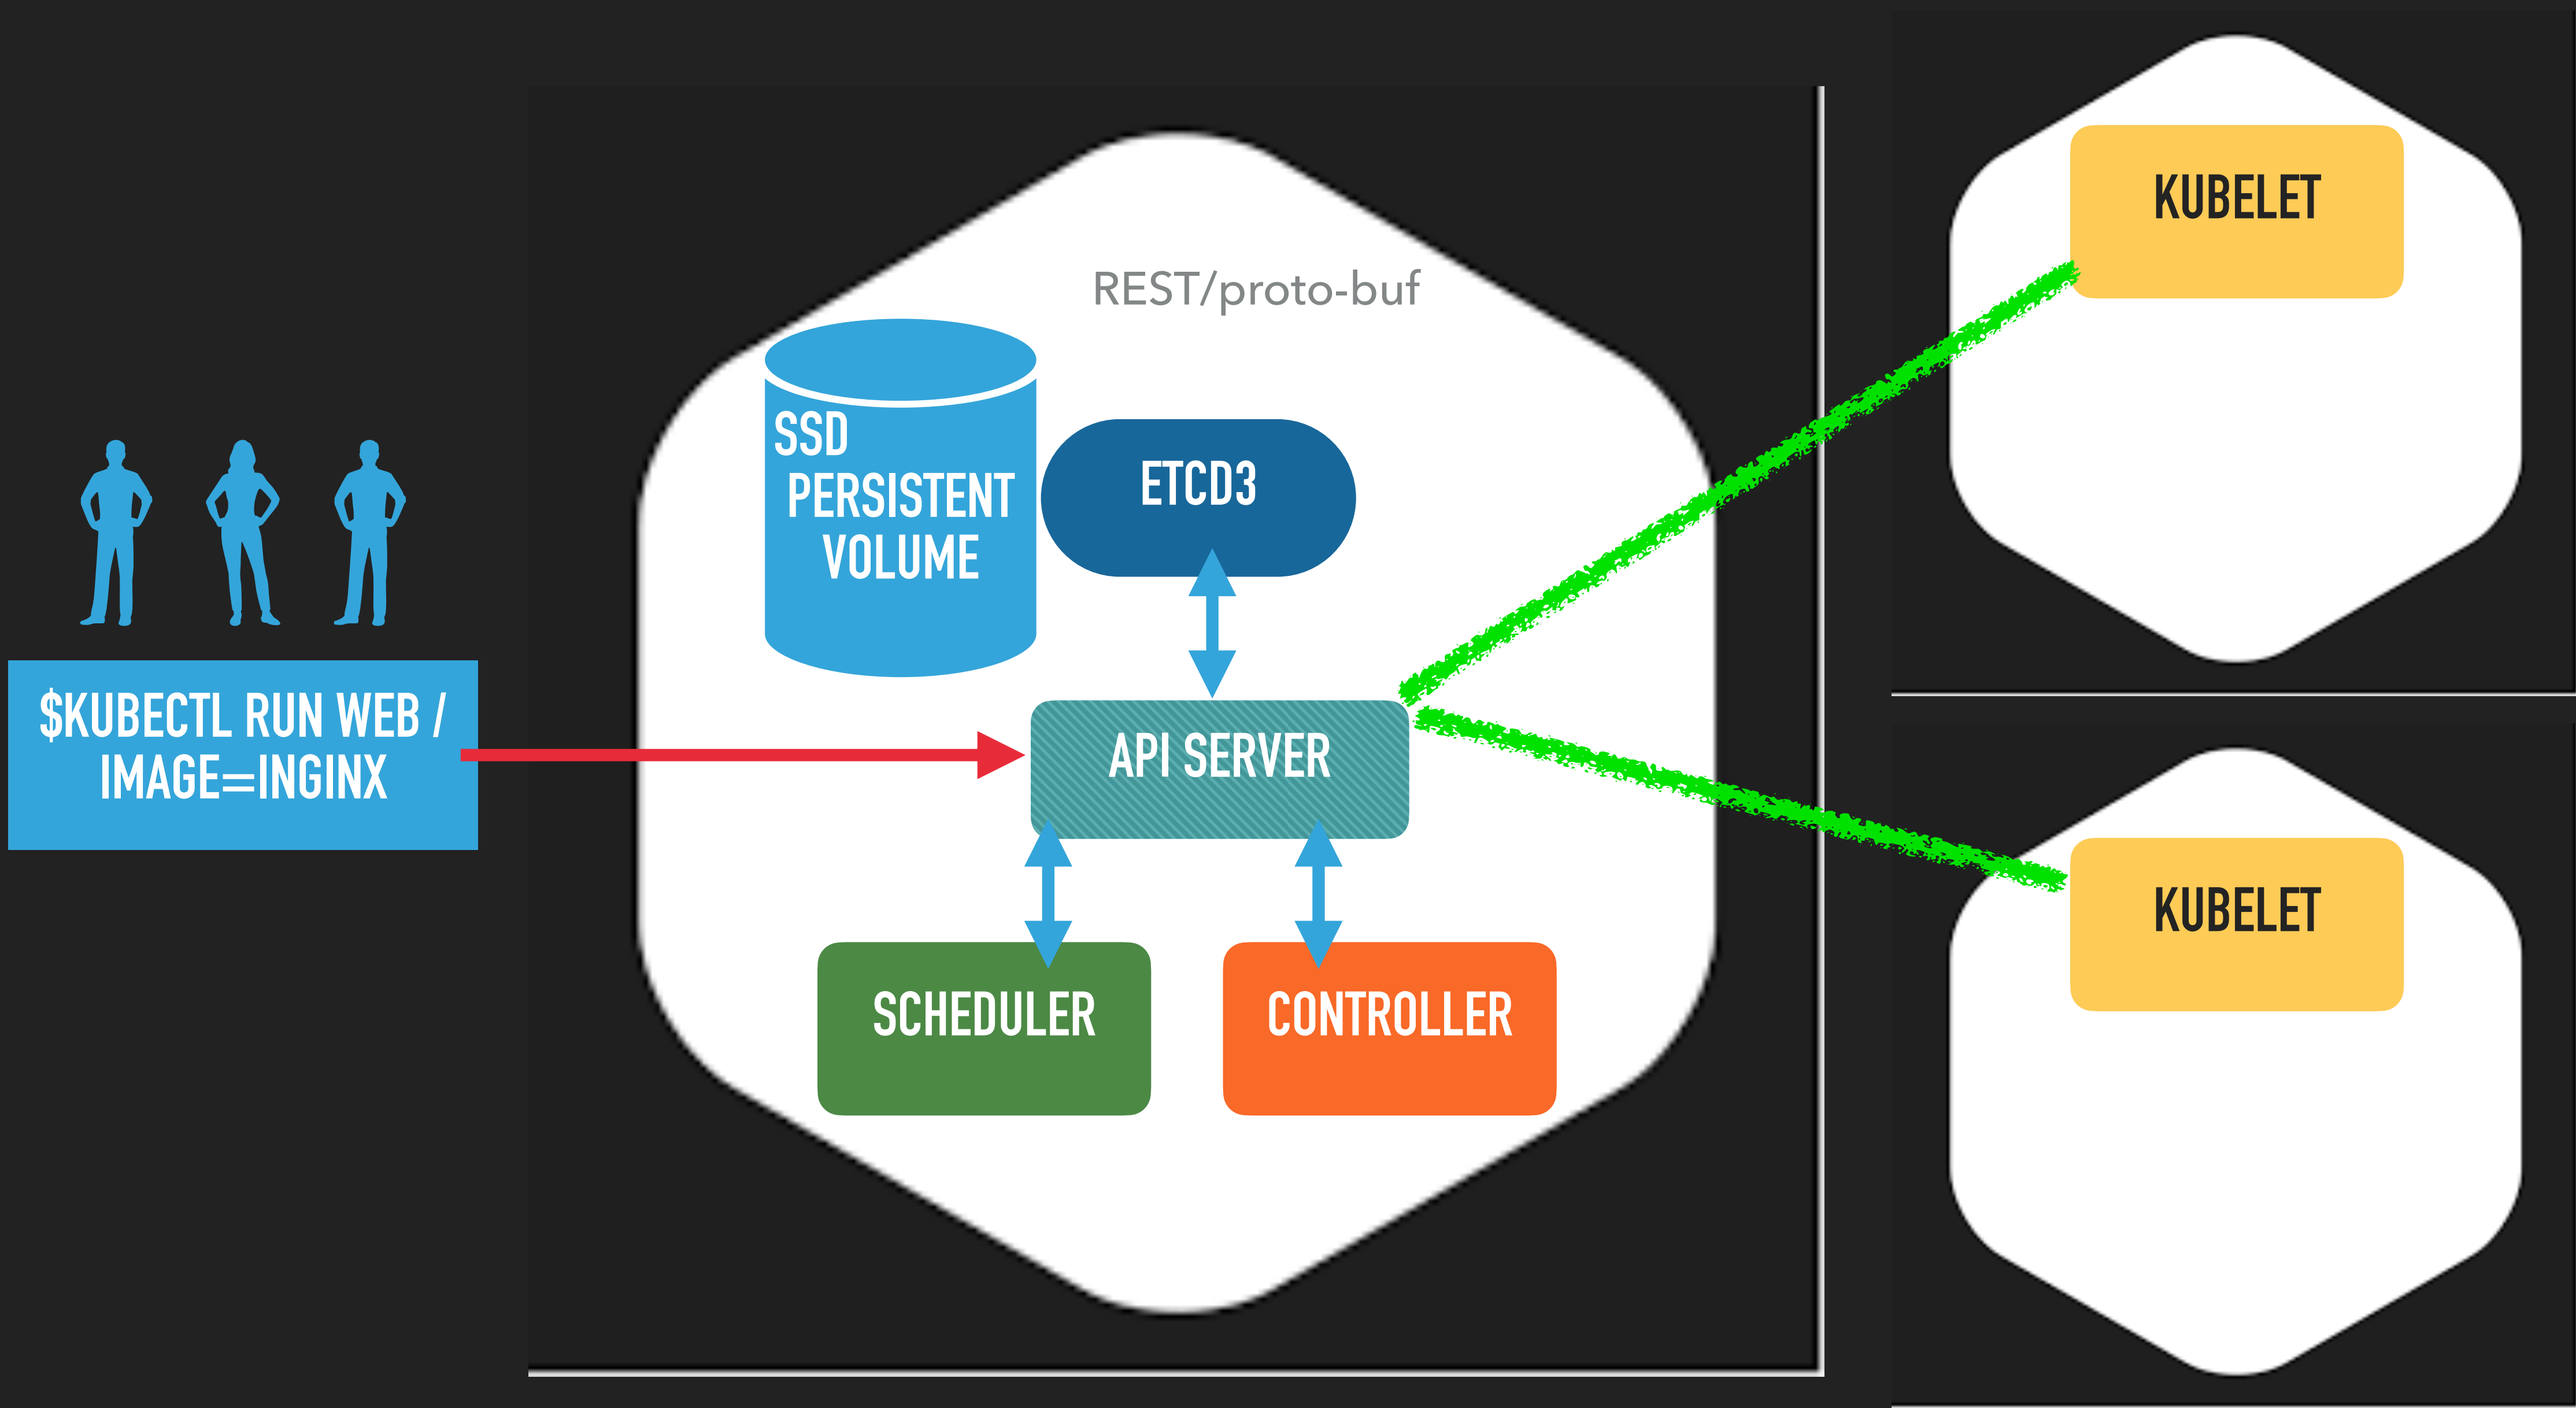 $KUBECTL RUN WEB /
IMAGE=INGINX
REST/proto-buf
SSD
PERSISTENT
VOLUME
ETCD3
API SERVER
SCHEDULER
CONTROLLER
KUBELET
KUBELET